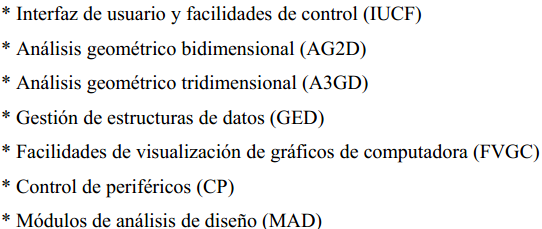 * Interfaz de usuario y facilidades de control (IUCF)
* Análisis geométrico bidimensional (AG2D)
* Análisis geométrico tridimensional (A3GD)
* Gestión de estructuras de datos (GED)
* Facilidades de visualización de gráficos de computadora (FVGC)
* Control de periféricos (CP)
* Módulos de análisis de diseño (MAD)